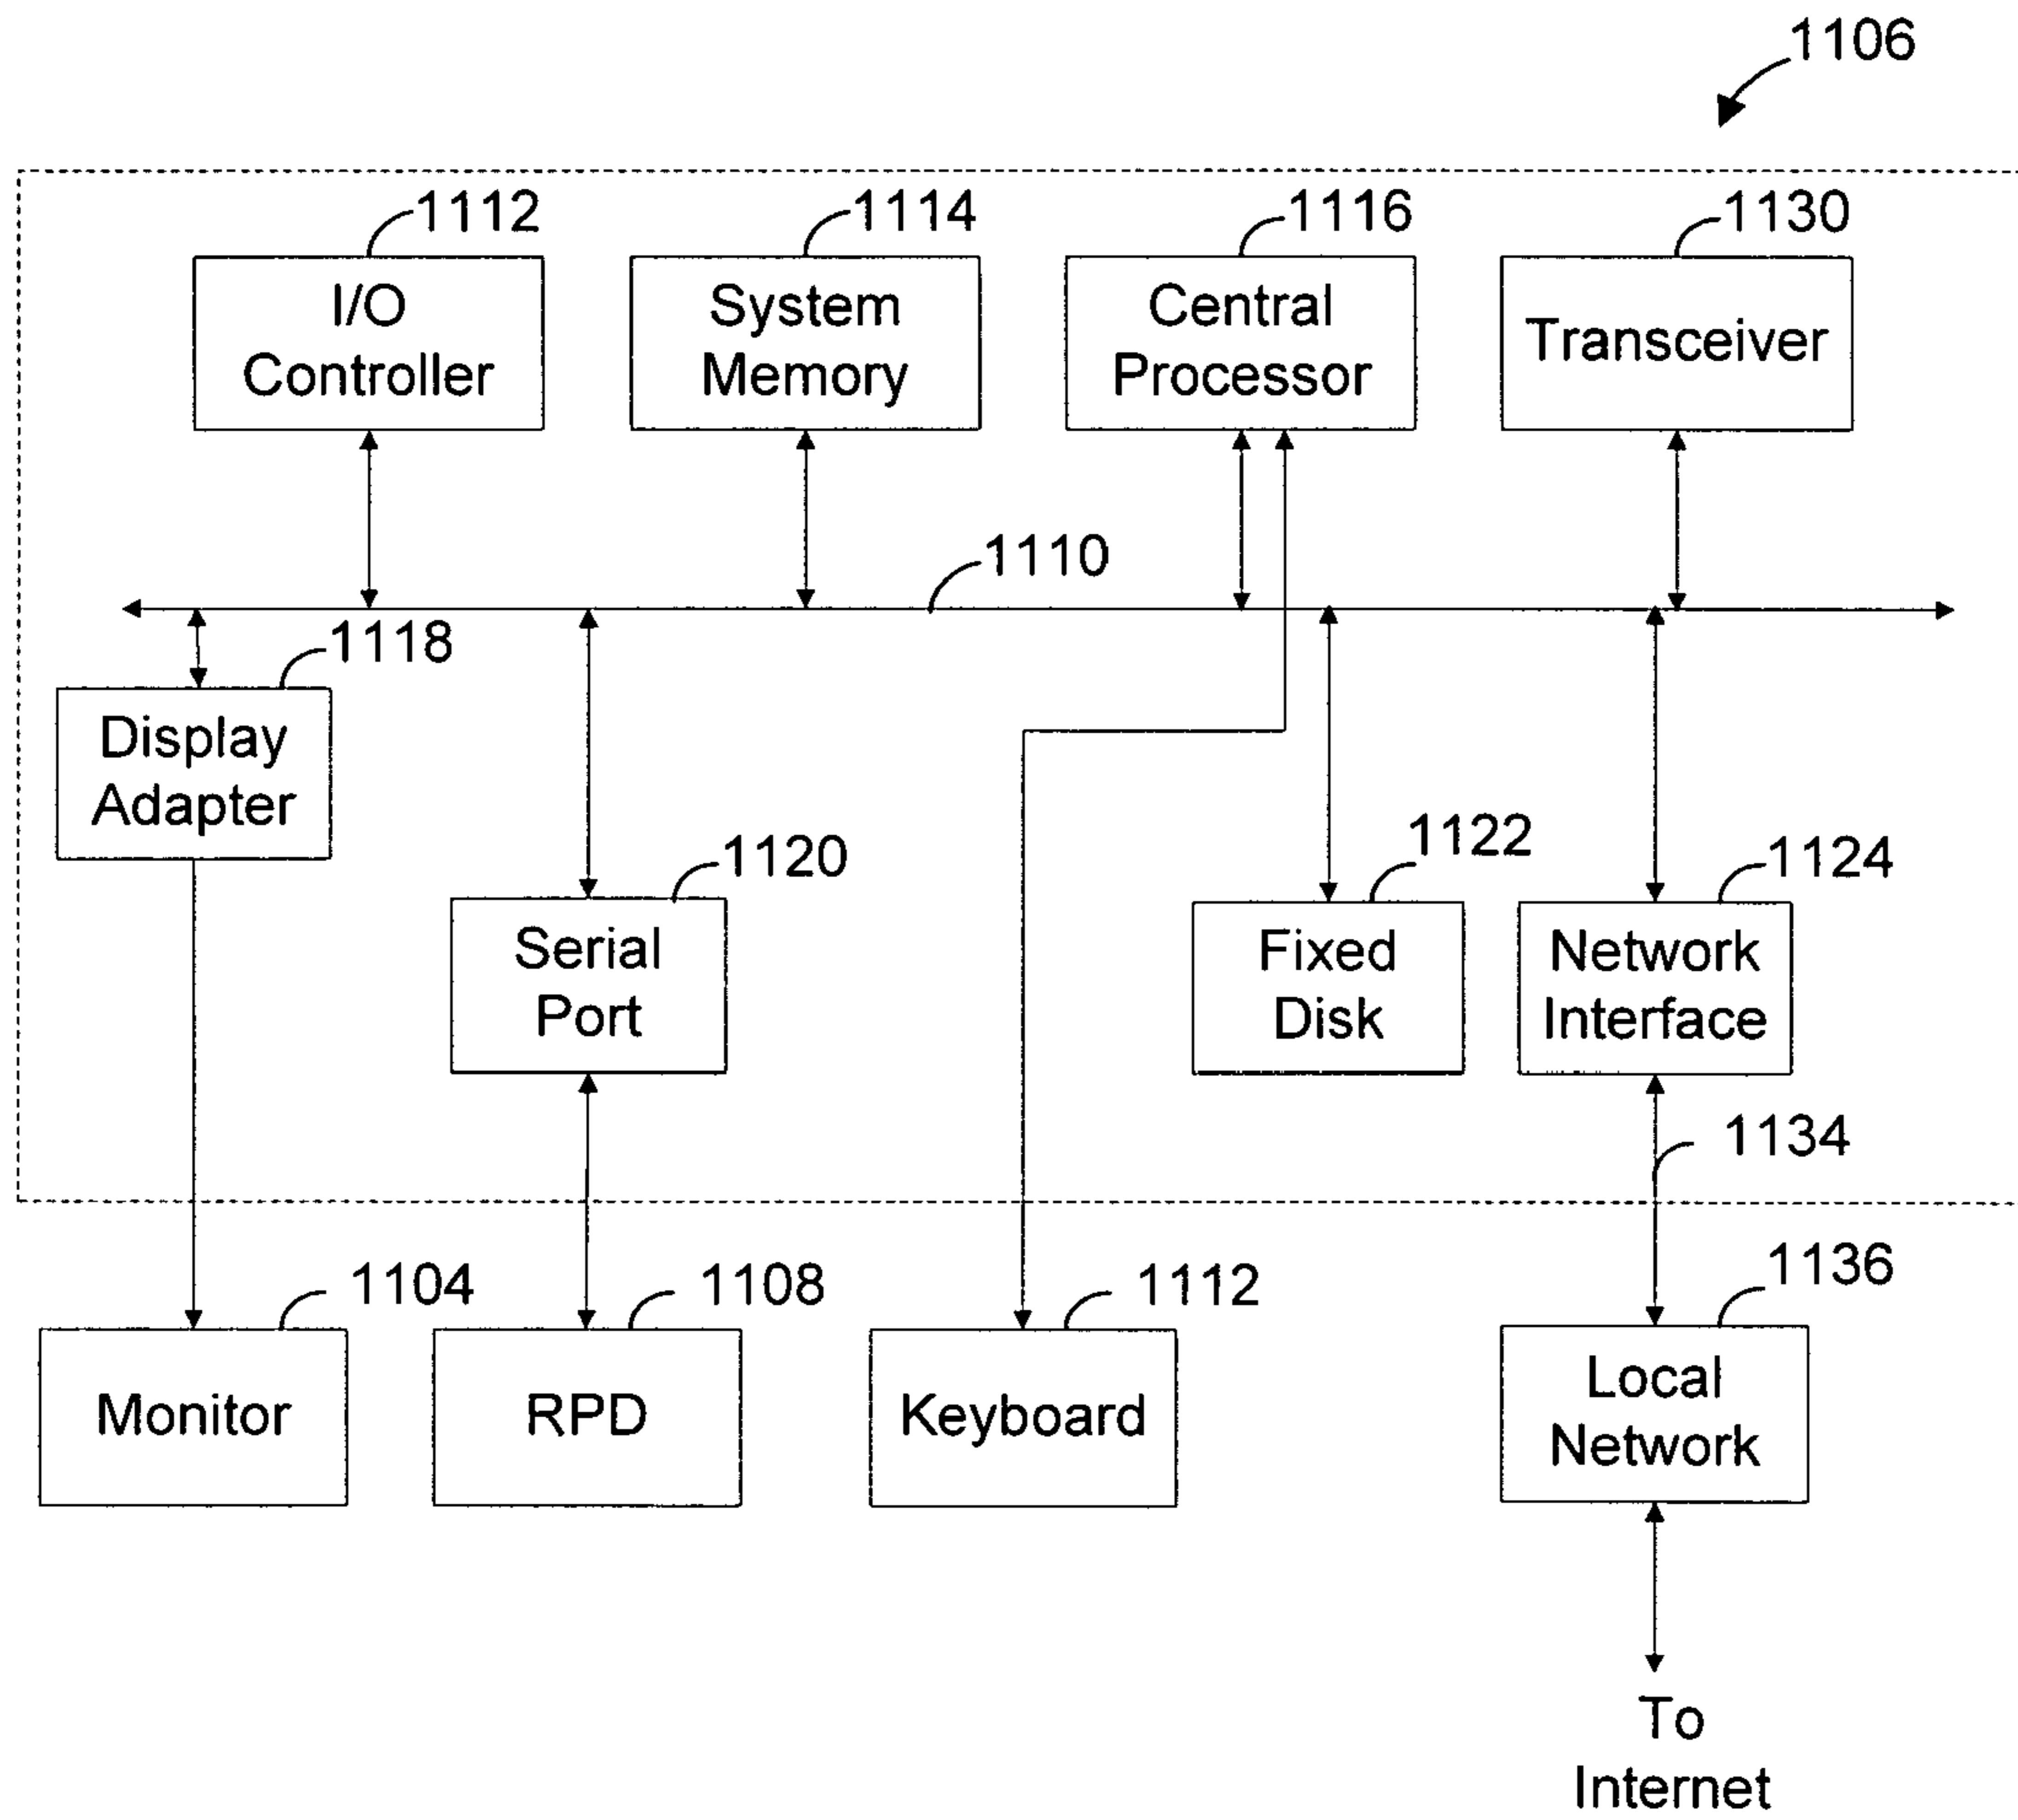 1106
1112
1114
1116
1130
I/O
Controller
System
Memory
Central
Processor
Transceiver
1110
1118
Display
Adapter
1120
1122
1124
Serial
Port
Fixed
Disk
Network
Interface
1134
1104
1108
1112
1136
Monitor
RPD
Keyboard
Local
Network
To
Internet